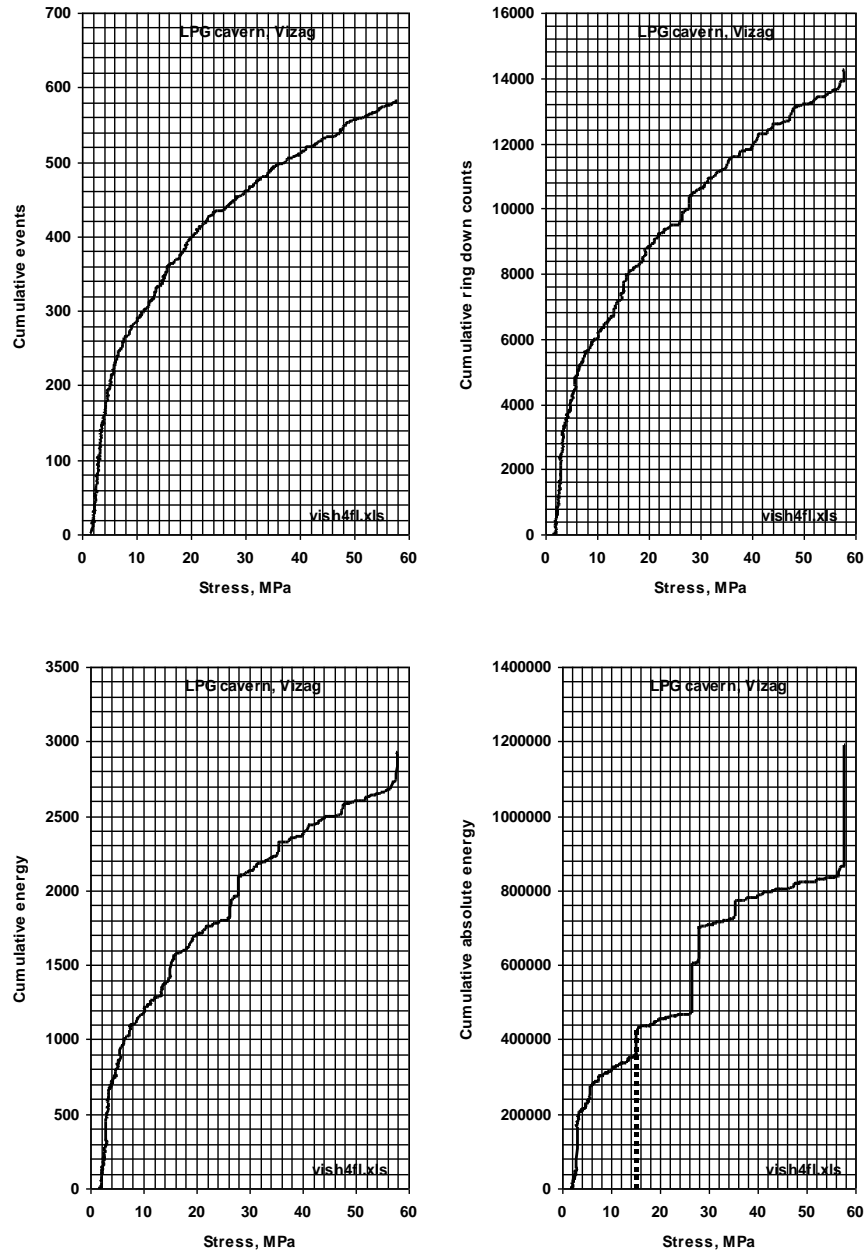 700
LPG cavern, Vizag
600
500
400
300
200
100
0
Cumulative events
vish4fl.xls
0 10 20 30 40 50 60
Stress, MPa
16000
LPG cavern, Vizag
14000
12000
10000
8000
6000
4000
2000
0
Cumulative ring down counts
vish4fl.xls
0 10 20 30 40 50 60
Stress, MPa
3500
LPG cavern, Vizag
3000
2500
2000
1500
1000
500
0
Cumulative energy
vish4fl.xls
0 10 20 30 40 50 60
Stress, MPa
1400000
LPG cavern, Vizag
1200000
1000000
800000
600000
400000
200000
0
Cumulative absolute energy
vish4fl.xls
0 10 20 30 40 50 60
Stress, MPa